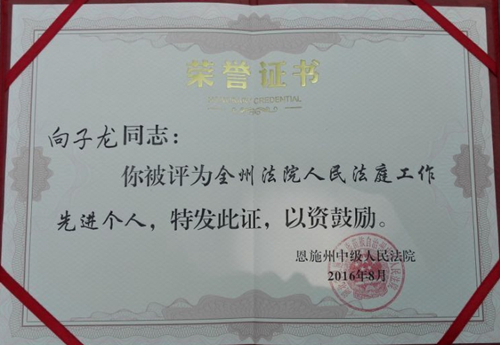 荣誉证书
CREDENTIAL
向子龙同志：
你被评为全州法院人民法庭工作
先进个人，特发此证，以资鼓励。
恩施州中级人民法院
2016年8月